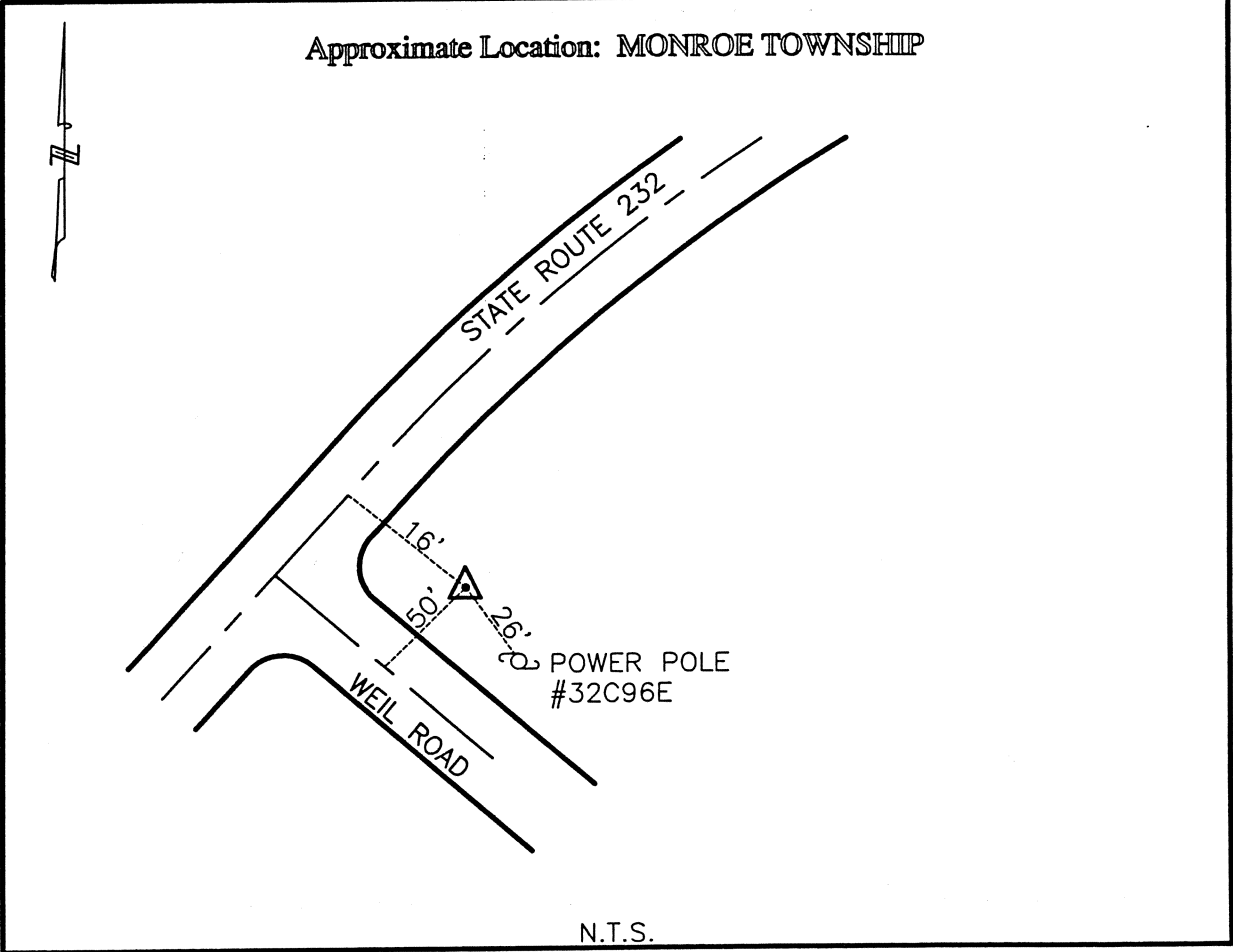 Approximate Location: MONROE TOWNSHIP
N
STATE ROUTE 232
16'
50'
26'
POWER POLE
#32C96E
WEIL ROAD
N.T.S.